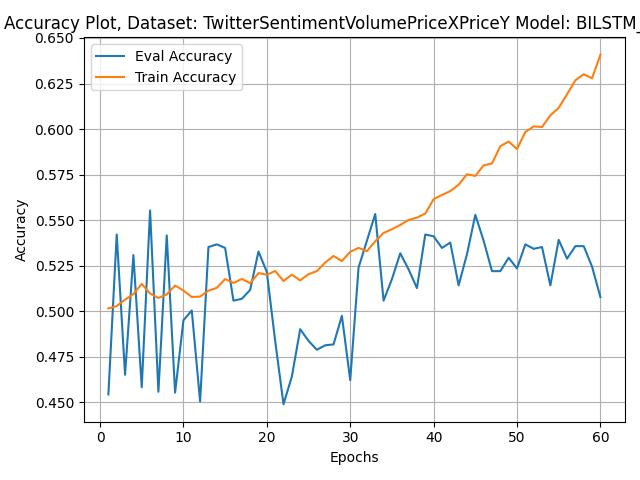 Accuracy Plot, Dataset: TwitterSentimentVolumePriceXPriceY Model: BILSTM_
0.650
0.625
0.600
0.575
0.550
0.525
0.500
0.475
0.450
Accuracy
Eval Accuracy
Train Accuracy
0 10 20 30 40 50 60
Epochs